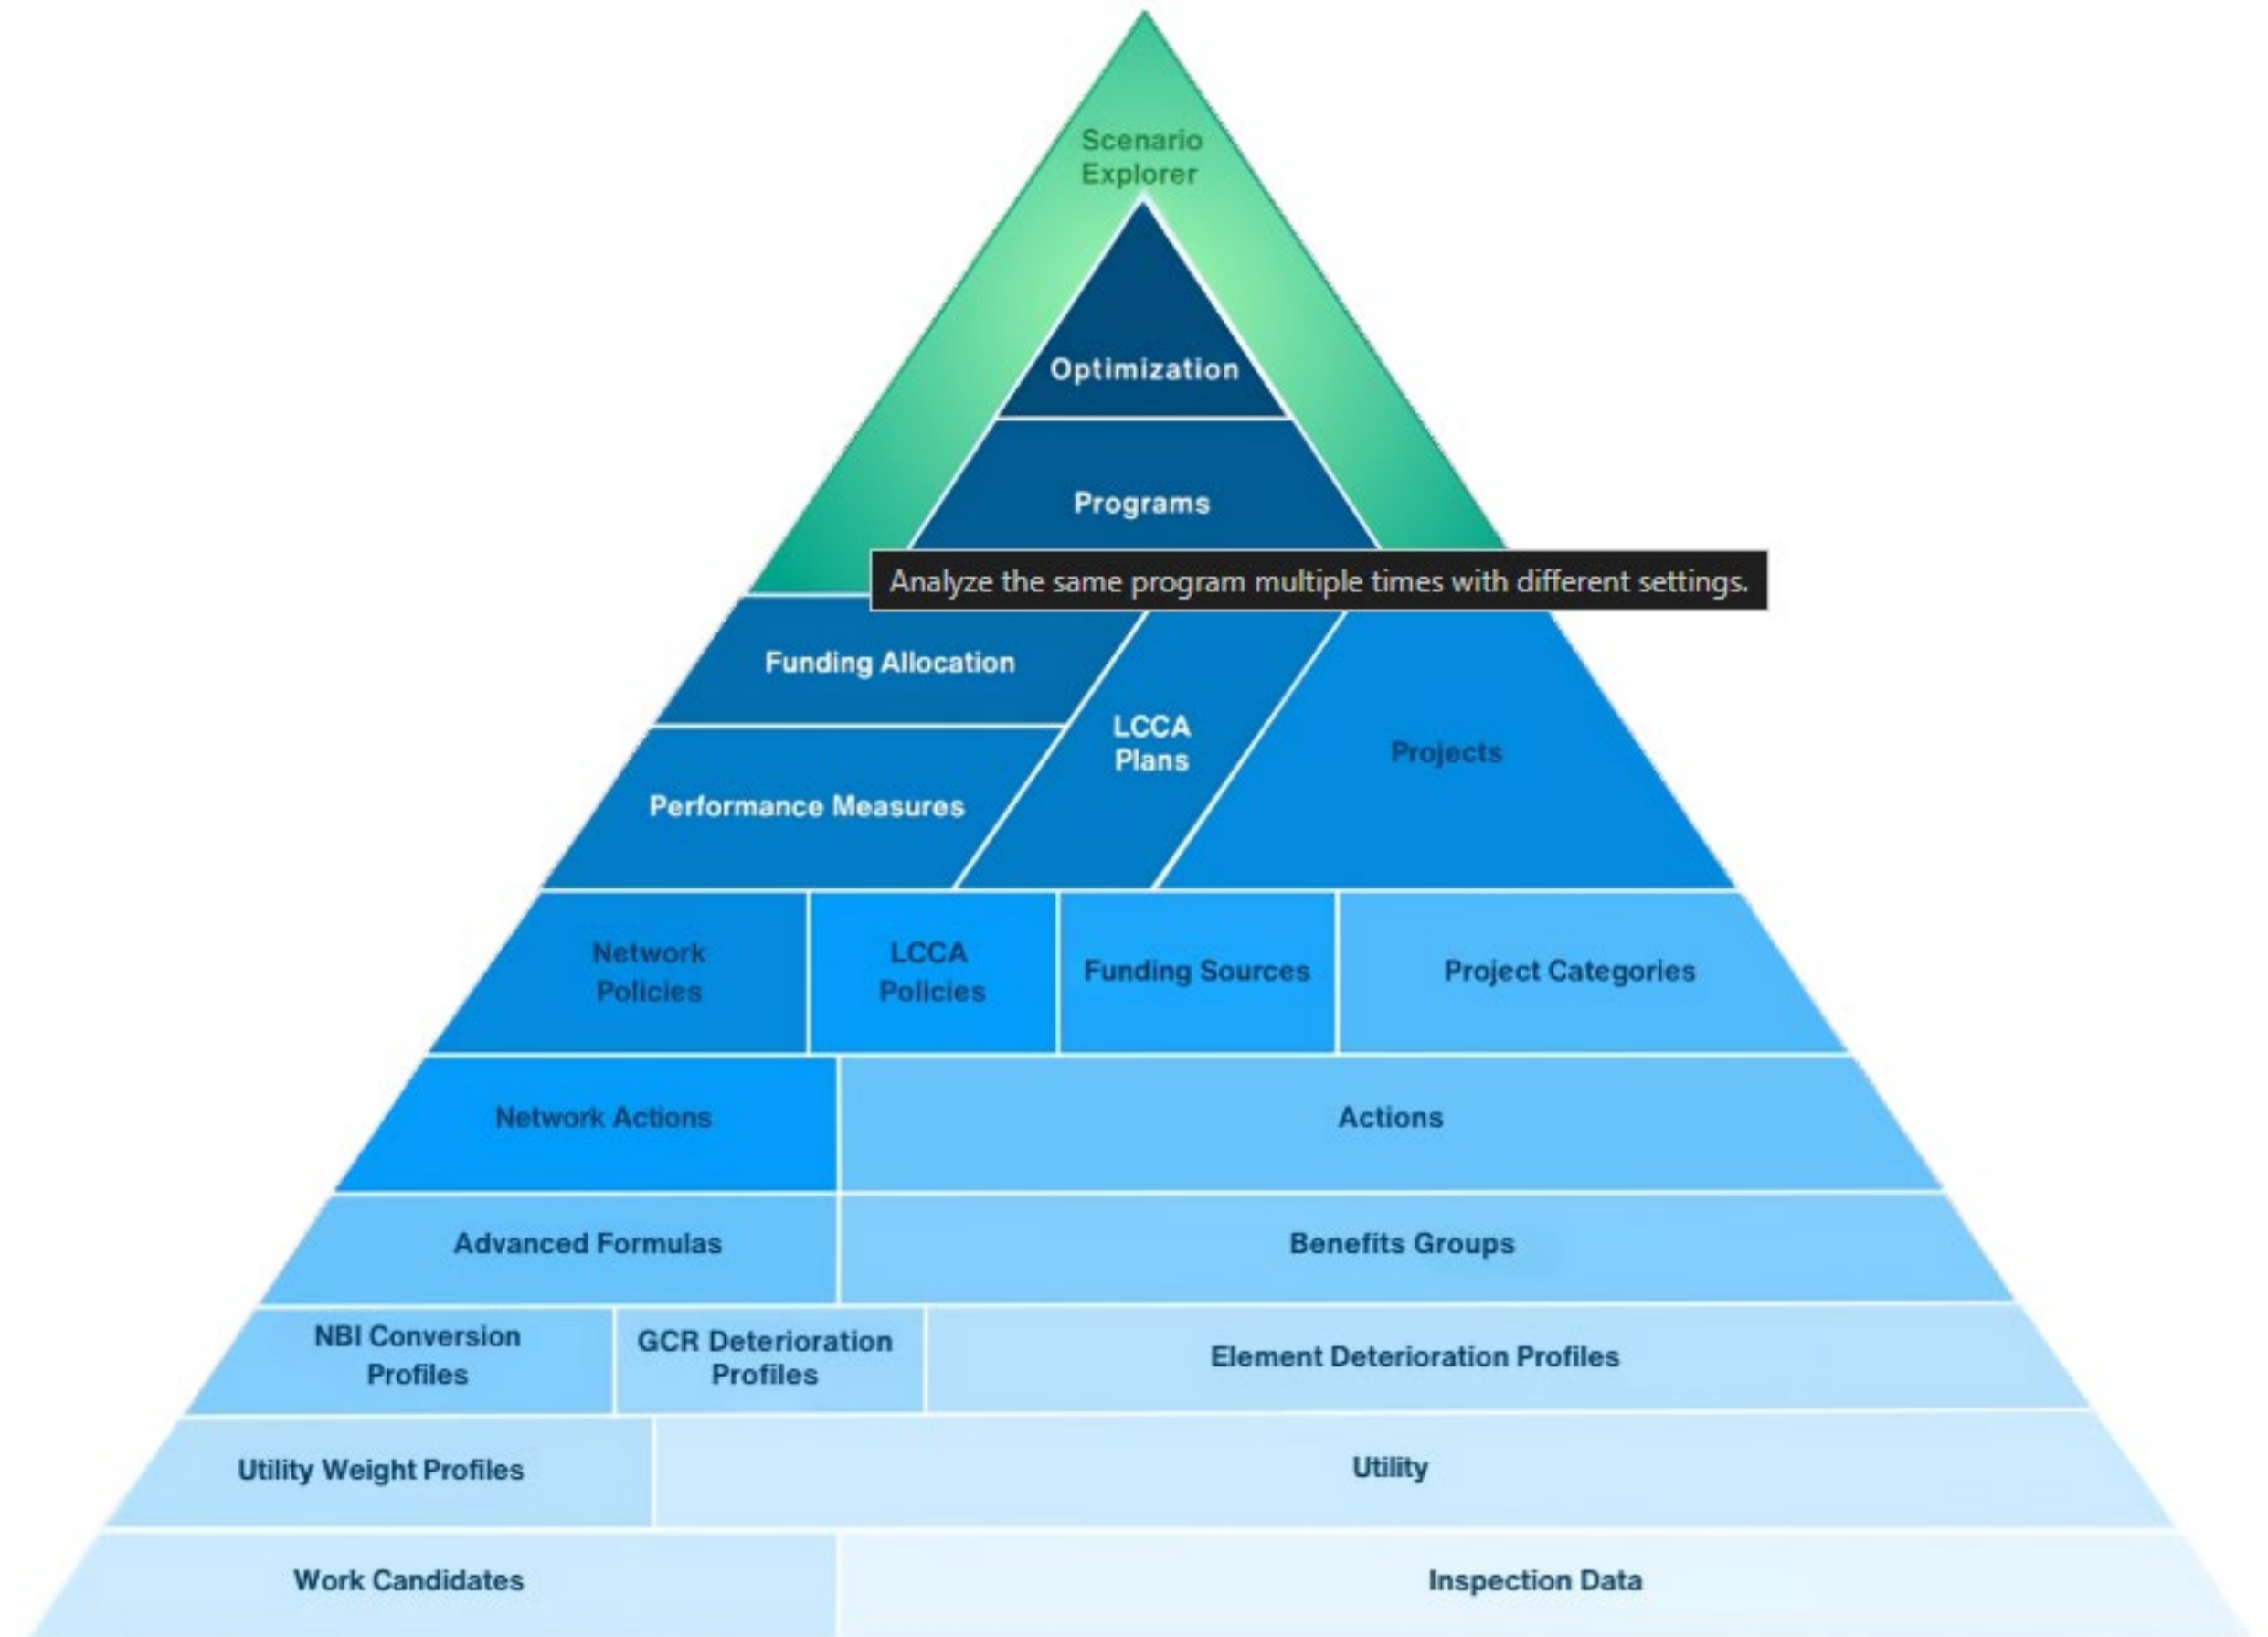 Scenario
Explorer
Optimization
Programs
Analyze the same program multiple times with different settings.
Funding Allocation
LCCA
Plans
Projects
Performance Measures
Network
Policies
LCCA
Policies
Funding Sources
Project Categories
Network Actions
Actions
Advanced Formulas
Benefits Groups
NBI Conversion
Profiles
GCR Deterioration
Profiles
Element Deterioration Profiles
Utility Weight Profiles
Utility
Work Candidates
Inspection Data